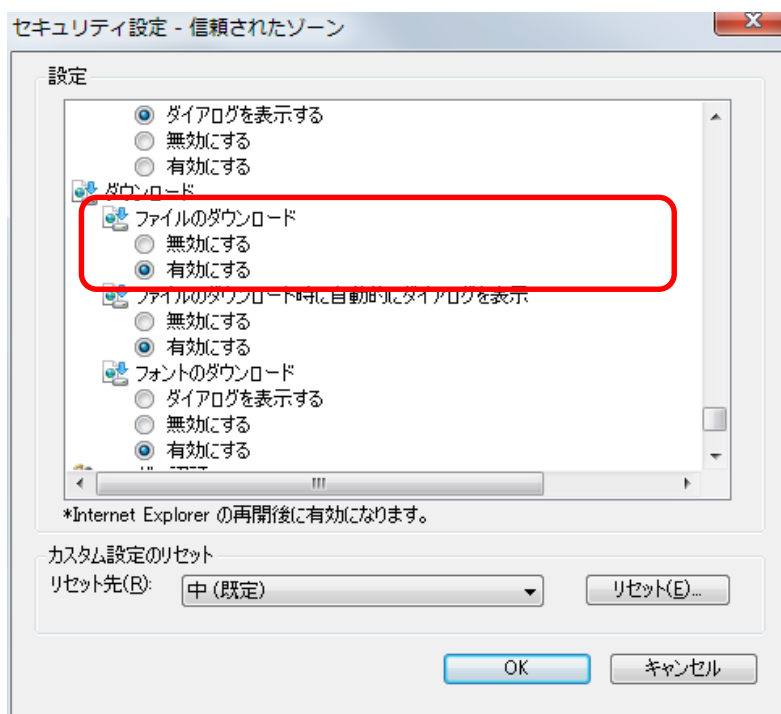 セキュリティ設定 - 信頼されたゾーン
設定
ダイアログを表示する
無効にする
有効にする
ダウンロード
ファイルのダウンロード
無効にする
有効にする
ファイルのダウンロード時に自動的にダイアログを表示
無効にする
有効にする
フォントのダウンロード
ダイアログを表示する
無効にする
有効にする
*Internet Explorer の再開後に有効になります。
カスタム設定のリセット
リセット先(R): 中 (既定) リセット(E)...
OK キャンセル